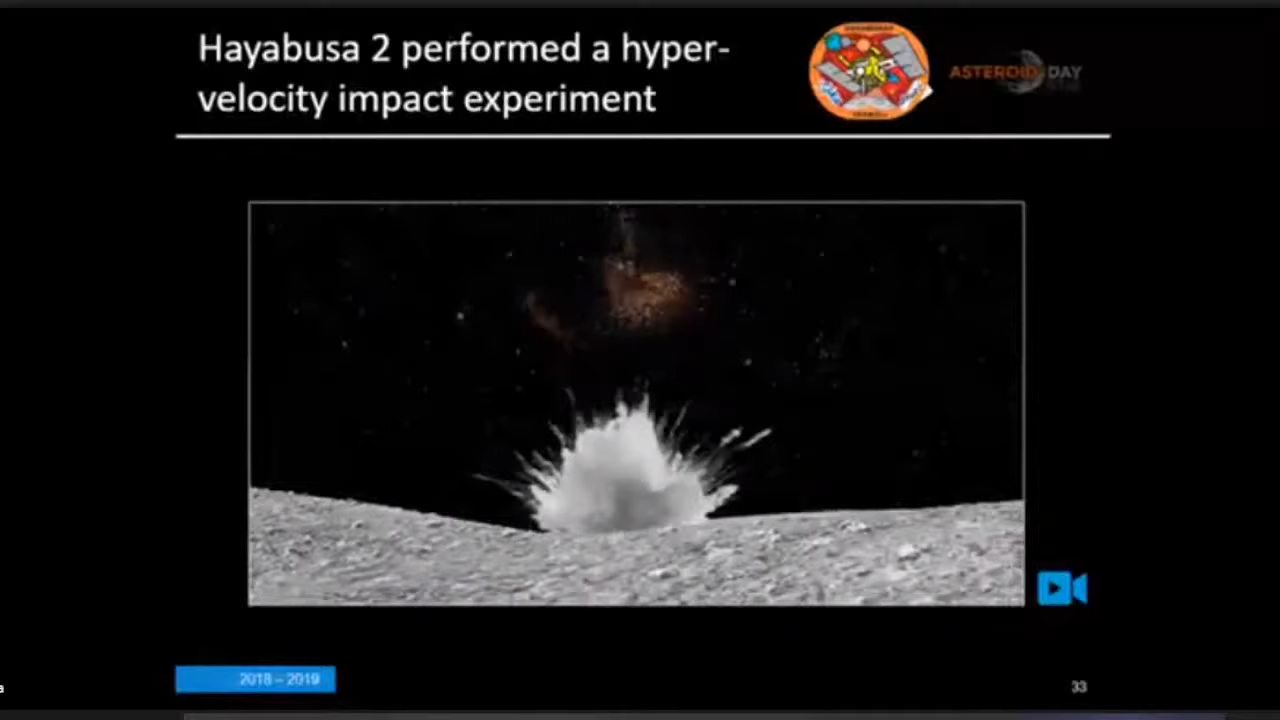 Hayabusa 2 performed a hyper-
velocity impact experiment
ASTEROID DAY
2018 – 2019
33